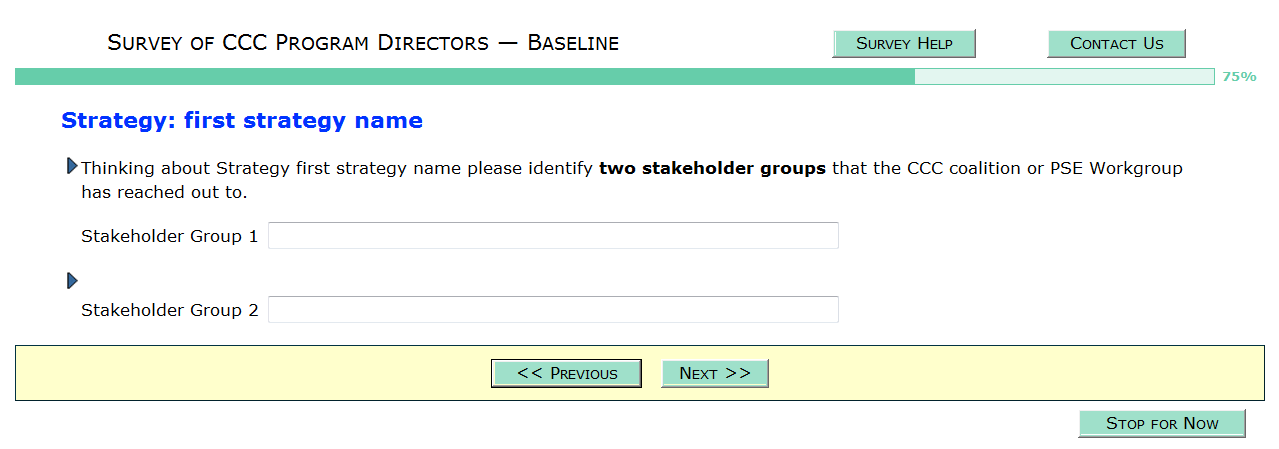 Survey of CCC Program Directors — Baseline
Survey Help
Contact Us
75%
Strategy: first strategy name
Thinking about Strategy first strategy name please identify two stakeholder groups that the CCC coalition or PSE Workgroup
has reached out to.
Stakeholder Group 1
Stakeholder Group 2
<< Previous
Next >>
Stop for Now